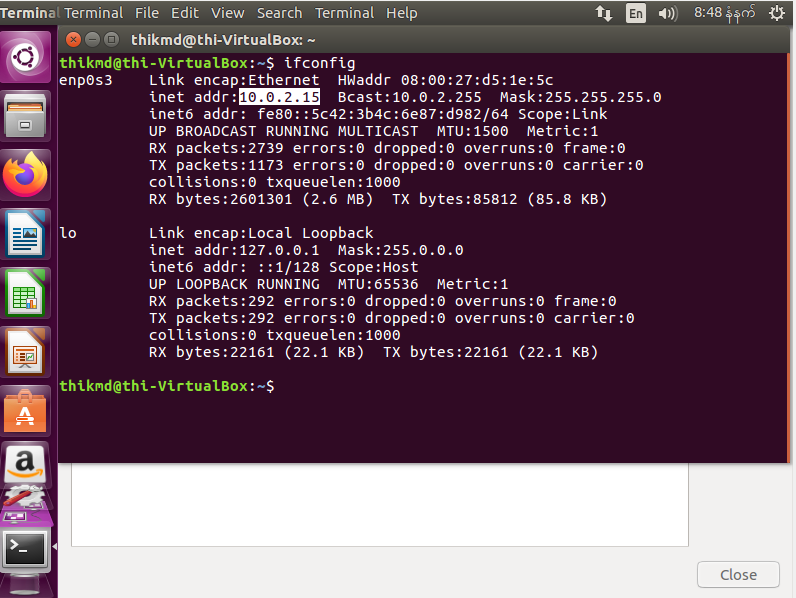 Terminal Terminal File Edit View Search Terminal Help En 8:48 နံနက်
thikmd@thi-VirtualBox: ~
thikmd@thi-VirtualBox:~$ ifconfig
enp0s3 Link encap:Ethernet HWaddr 08:00:27:d5:1e:5c
inet addr:10.0.2.15 Bcast:10.0.2.255 Mask:255.255.255.0
inet6 addr: fe80::5c42:3b4c:6e87:d982/64 Scope:Link
UP BROADCAST RUNNING MULTICAST MTU:1500 Metric:1
RX packets:2739 errors:0 dropped:0 overruns:0 frame:0
TX packets:1173 errors:0 dropped:0 overruns:0 carrier:0
collisions:0 txqueuelen:1000
RX bytes:2601301 (2.6 MB) TX bytes:85812 (85.8 KB)
lo Link encap:Local Loopback
inet addr:127.0.0.1 Mask:255.0.0.0
inet6 addr: ::1/128 Scope:Host
UP LOOPBACK RUNNING MTU:65536 Metric:1
RX packets:292 errors:0 dropped:0 overruns:0 frame:0
TX packets:292 errors:0 dropped:0 overruns:0 carrier:0
collisions:0 txqueuelen:1000
RX bytes:22161 (22.1 KB) TX bytes:22161 (22.1 KB)
thikmd@thi-VirtualBox:~$
Close